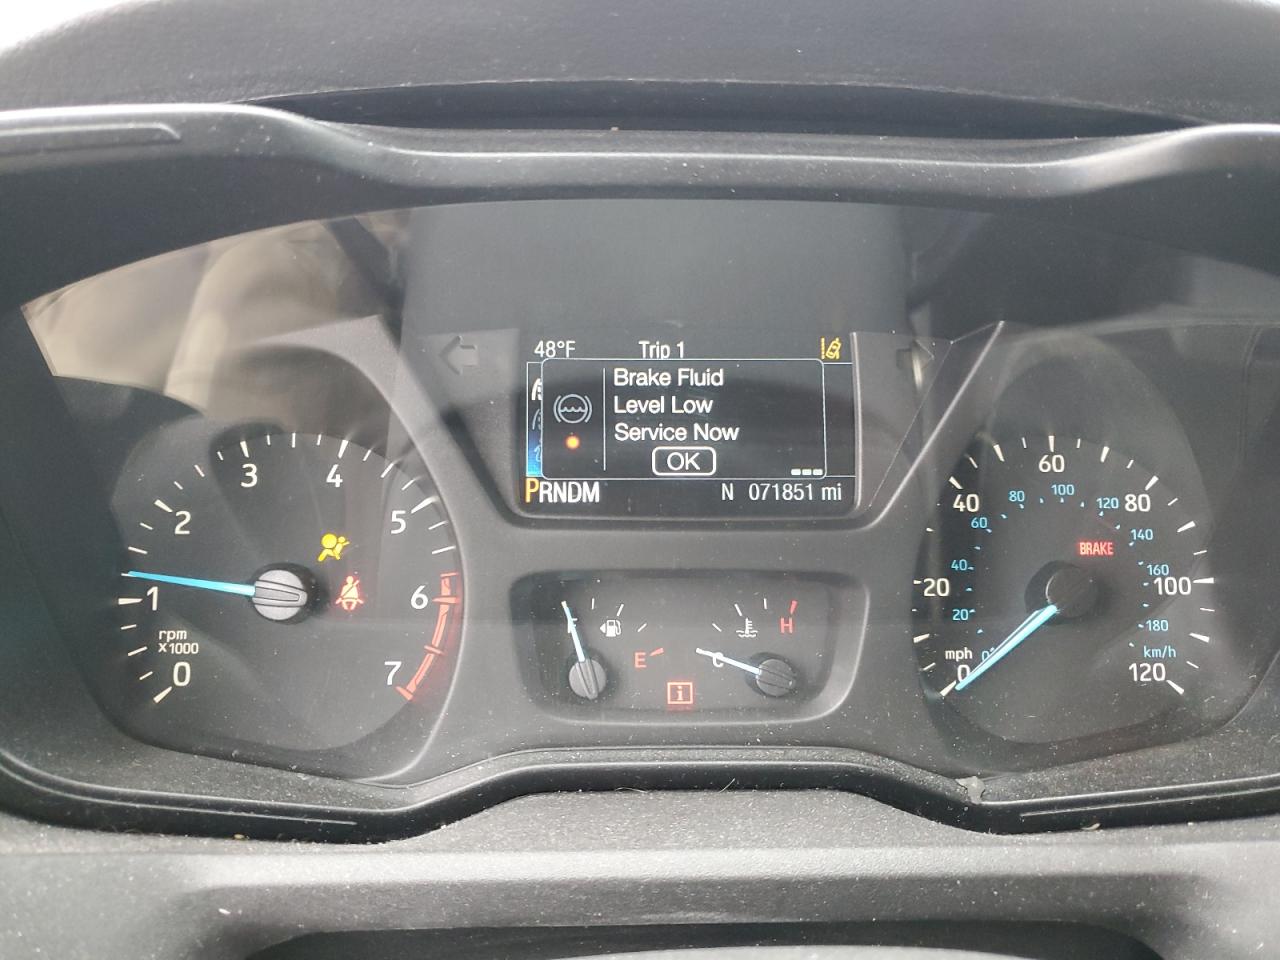 48°F Trip 1
Brake Fluid
Level Low
Service Now
OK
PRNDM N 071851 mi
0
1
2
3
4
5
6
7
rpm
x1000
F
E
C
H
i
BRAKE
mph
0
20
40
60
80
100
120
0
20
40
60
80
100
120
140
160
180
km/h